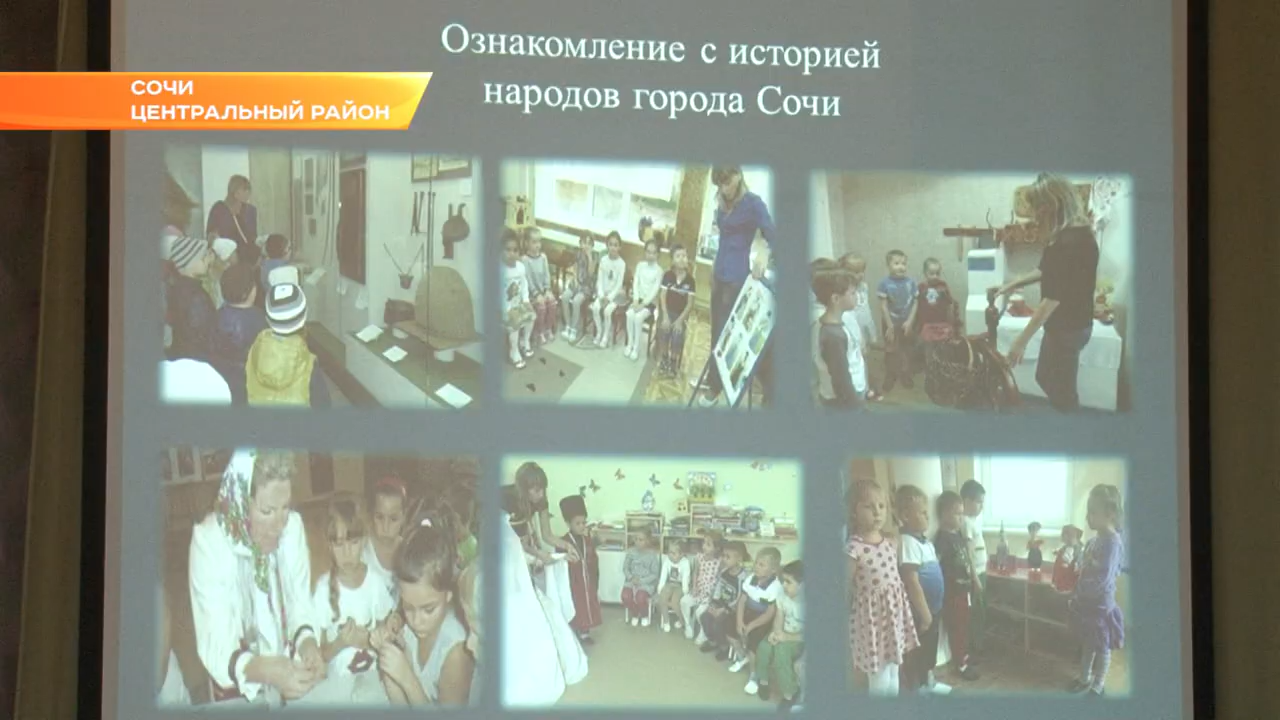 Ознакомление с историей
народов города Сочи
СОЧИ
ЦЕНТРАЛЬНЫЙ РАЙОН